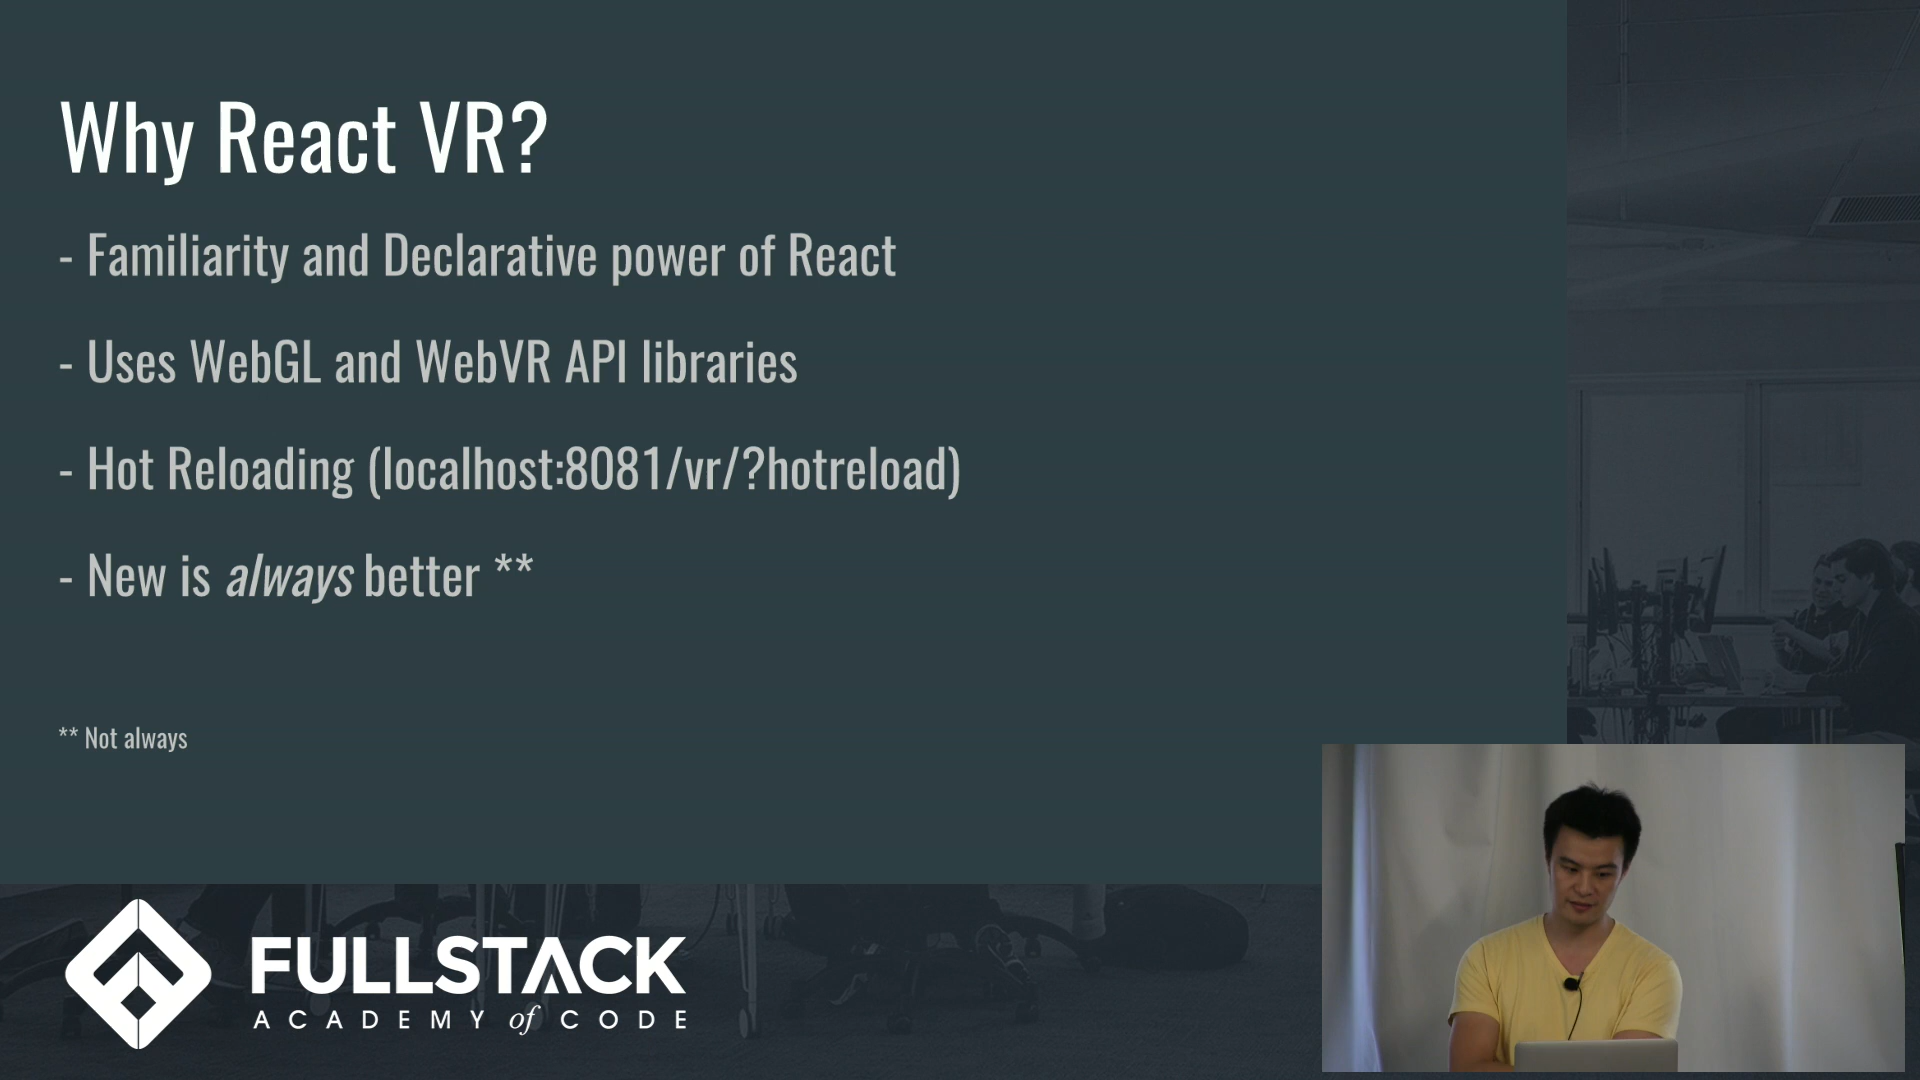 Why React VR?
- Familiarity and Declarative power of React
- Uses WebGL and WebVR API libraries
- Hot Reloading (localhost:8081/vr/?hotreload)
- New is always better **
** Not always
FULLSTACK
ACADEMY of CODE